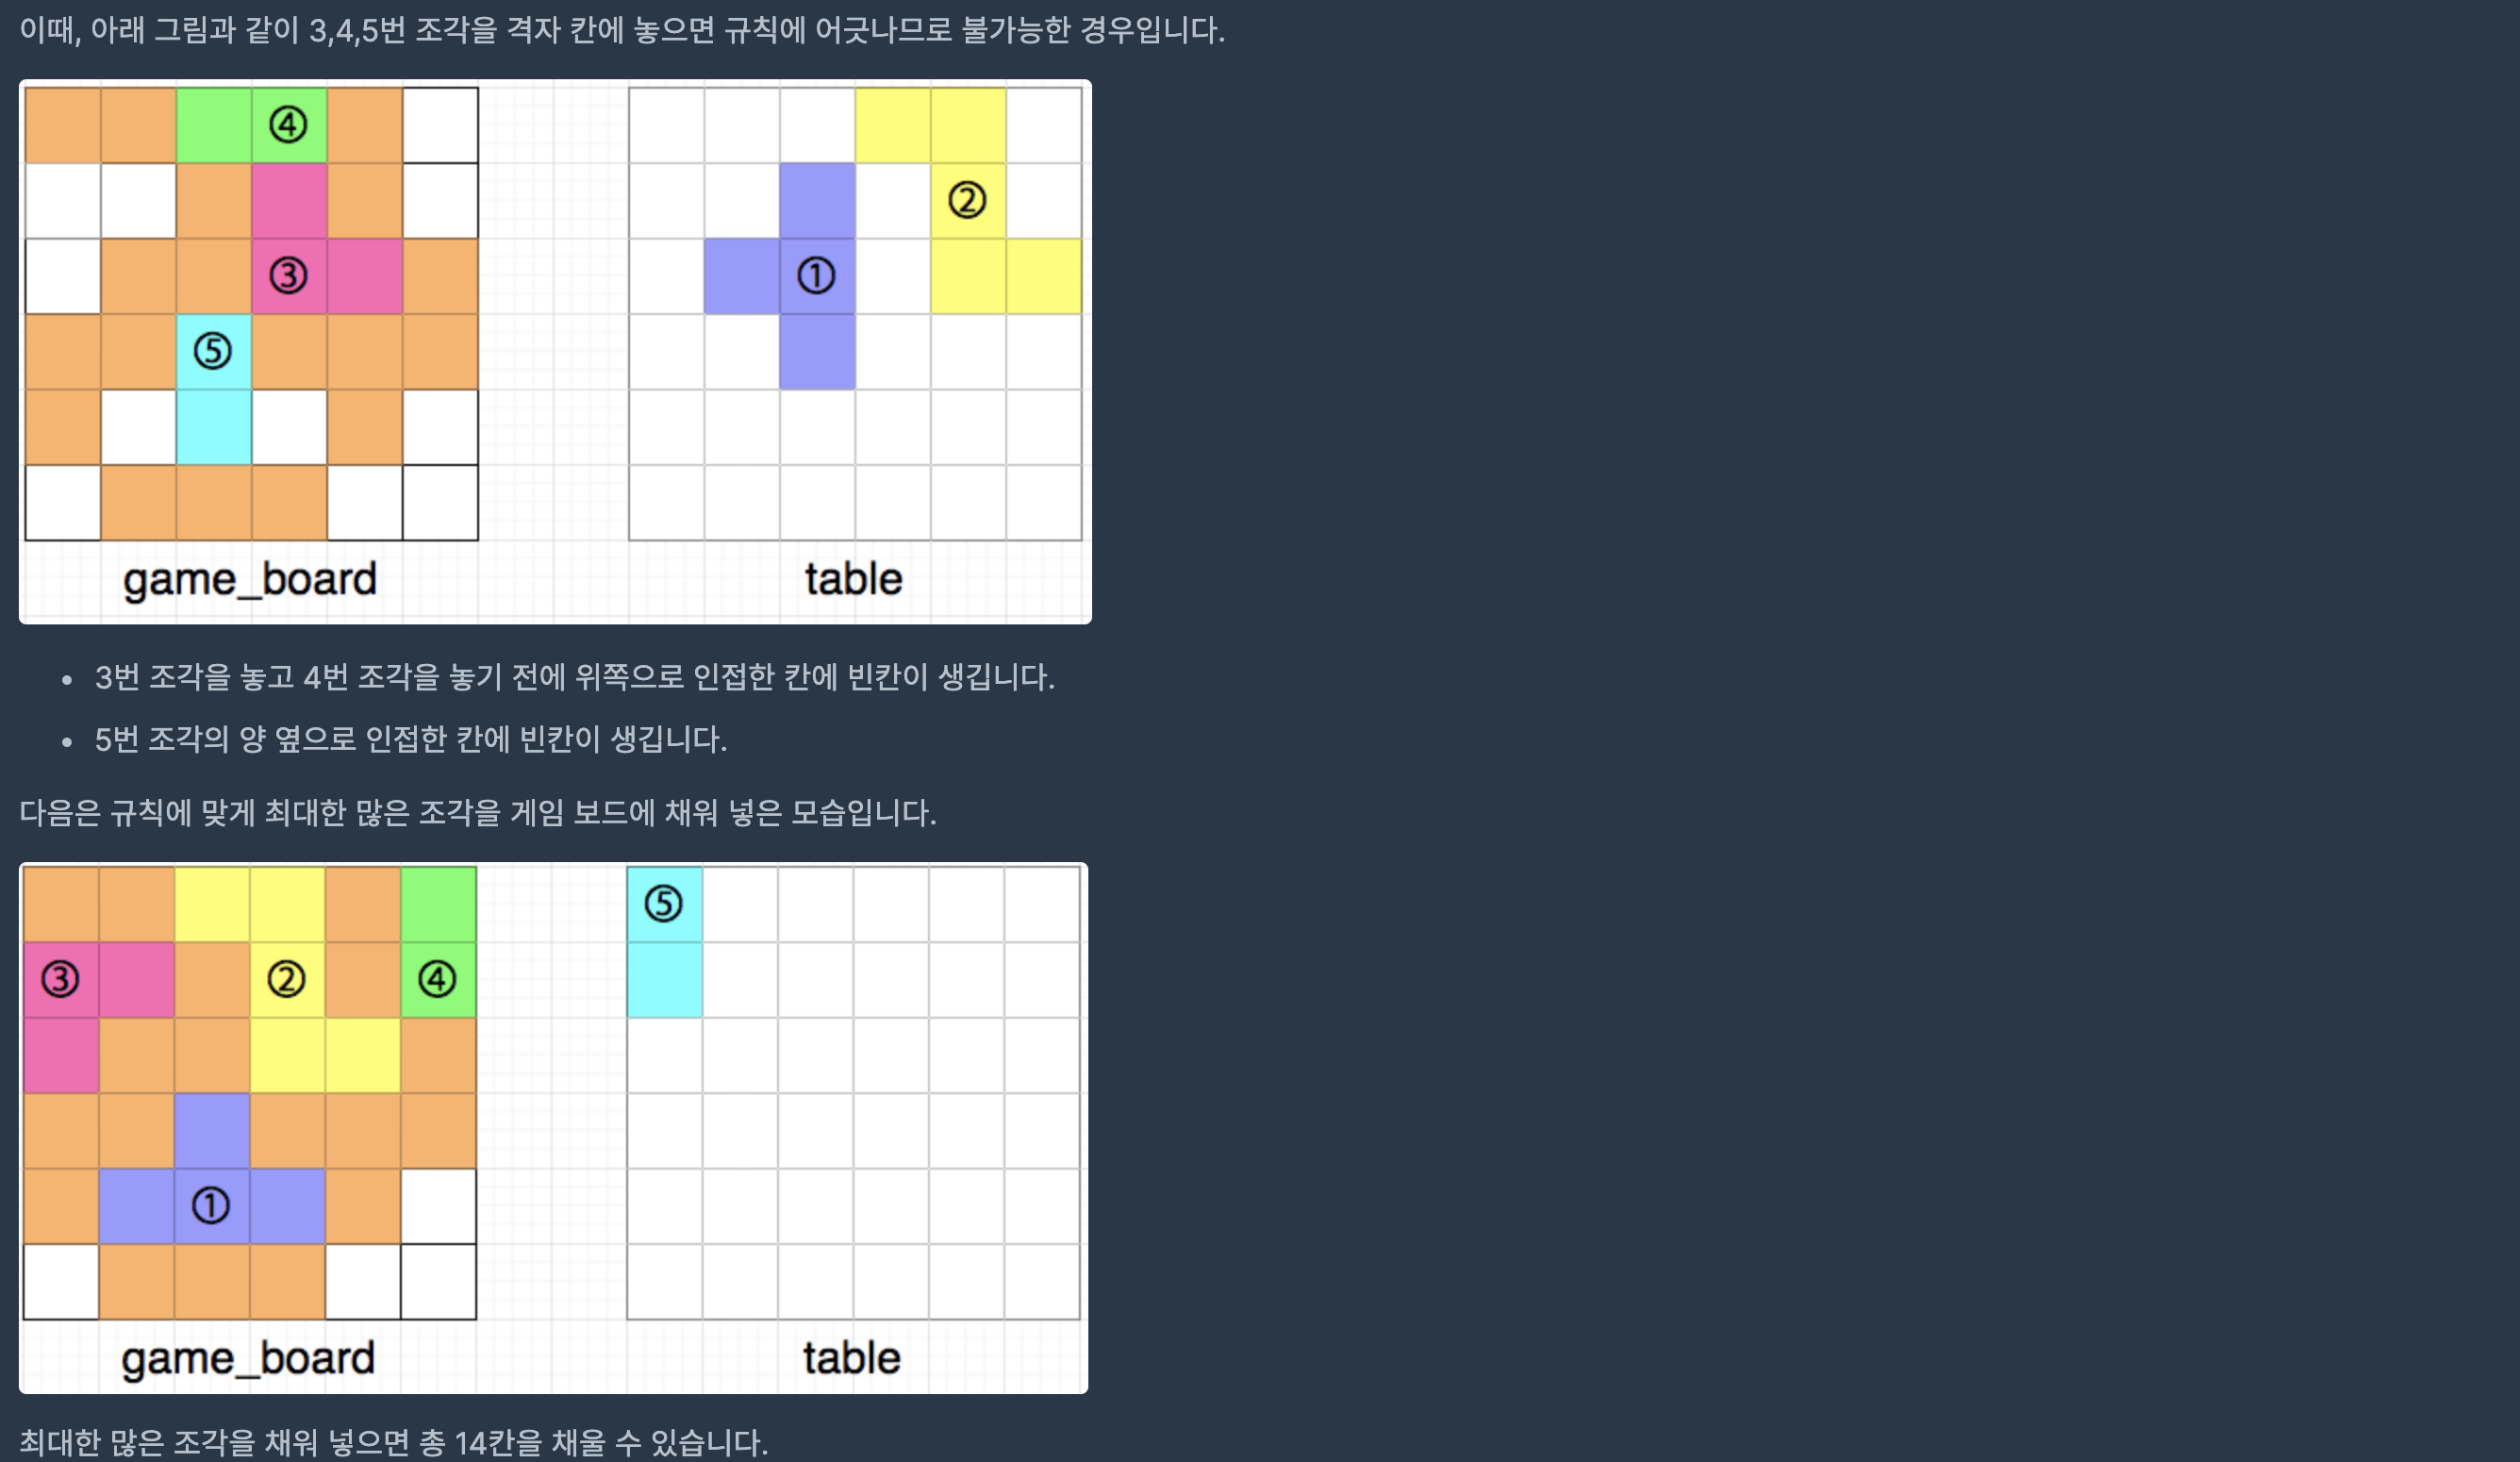 이때, 아래 그림과 같이 3,4,5번 조각을 격자 칸에 놓으면 규칙에 어긋나므로 불가능한 경우입니다.
④
②
③
①
⑤
game_board
table
• 3번 조각을 놓고 4번 조각을 놓기 전에 위쪽으로 인접한 칸에 빈칸이 생깁니다.
• 5번 조각의 양 옆으로 인접한 칸에 빈칸이 생깁니다.
다음은 규칙에 맞게 최대한 많은 조각을 게임 보드에 채워 넣은 모습입니다.
⑤
③ ② ④
①
game_board
table
최대한 많은 조각을 채워 넣으면 총 14칸을 채울 수 있습니다.